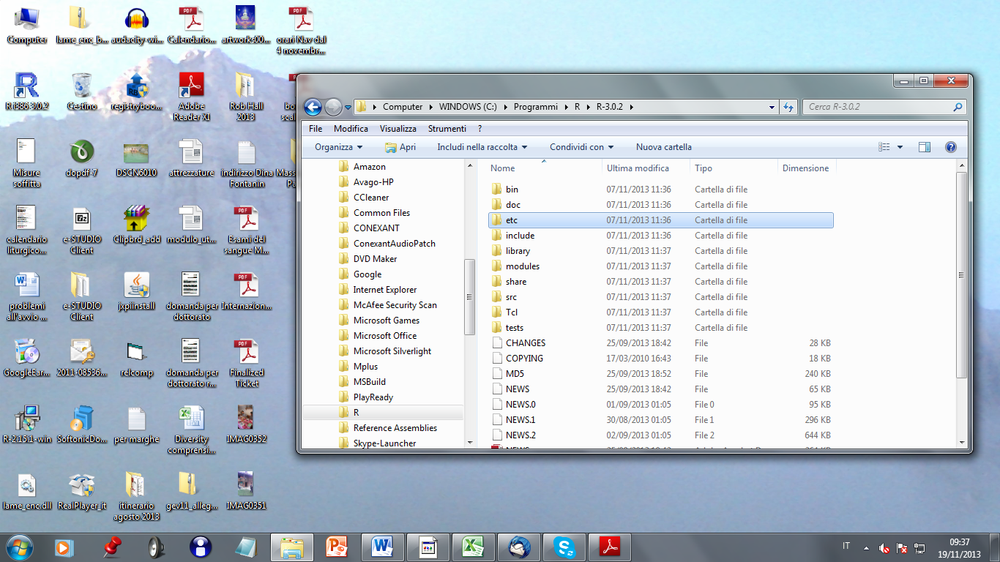 Computer
lame_enc_b...
audacity-wi...
Calendario...
artworks00...
orari Nav dal
4 novembr...
R i386 3.0.2
Cestino
registryboo...
Adobe
Reader XI
Rob Hall
2013
Misure
soffitta
dopdf-7
DSCN6010
attrezzature
indirizzo Dina
Fontanin
calendario
liturgico...
e-STUDIO
Client
Clipbrd_add
modulo_ut...
Esami del
sangue M...
problemi
all'avvio ...
e-STUDIO
Client
jxpiinstall
domanda per
dottorato
Internazion...
GoogleEar...
2011-08536...
relcomp
domanda per
dottorato r...
Finalized
Ticket
R-2.15.1-win
SoftonicDo...
per marghe
Diversity
comprensi...
IMAG0352
lame_enc.dll
RealPlayer_it
itinerario
agosto 2013
gev11_alleg...
IMAG0351
Computer WINDOWS (C:) Programmi R R-3.0.2
Cerca R-3.0.2
File Modifica Visualizza Strumenti ?
Organizza Apri Includi nella raccolta Condividi con Nuova cartella
Amazon
Avago-HP
CCleaner
Common Files
CONEXANT
ConexantAudioPatch
DVD Maker
Google
Internet Explorer
McAfee Security Scan
Microsoft Games
Microsoft Office
Microsoft Silverlight
Mplus
MSBuild
PlayReady
R
Reference Assemblies
Skype-Launcher
Nome Ultima modifica Tipo Dimensione
bin 07/11/2013 11:36 Cartella di file
doc 07/11/2013 11:36 Cartella di file
etc 07/11/2013 11:36 Cartella di file
include 07/11/2013 11:36 Cartella di file
library 07/11/2013 11:37 Cartella di file
modules 07/11/2013 11:37 Cartella di file
share 07/11/2013 11:37 Cartella di file
src 07/11/2013 11:37 Cartella di file
Tcl 07/11/2013 11:37 Cartella di file
tests 07/11/2013 11:37 Cartella di file
CHANGES 25/09/2013 18:42 File 28 KB
COPYING 17/03/2010 16:43 File 18 KB
MD5 25/09/2013 18:52 File 240 KB
NEWS 25/09/2013 18:42 File 65 KB
NEWS.0 01/09/2013 01:05 File 0 95 KB
NEWS.1 30/08/2013 01:05 File 1 296 KB
NEWS.2 02/09/2013 01:05 File 2 644 KB
IT
09:37
19/11/2013